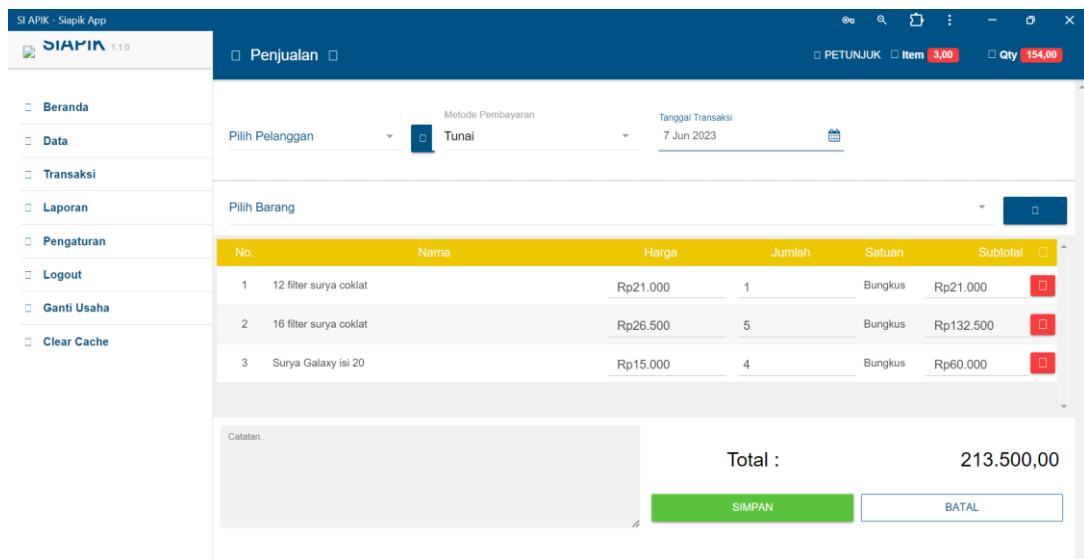 SI APIK - Siapik App
SIAPIK 1.1.0
Penjualan
PETUNJUK Item 3,00 Qty 154,00
Beranda
Data
Transaksi
Laporan
Pengaturan
Logout
Ganti Usaha
Clear Cache
Metode Pembayaran Tanggal Transaksi
Pilih Pelanggan Tunai 7 Jun 2023
Pilih Barang
No. Nama Harga Jumlah Satuan Subtotal
1 12 filter surya coklat Rp21.000 1 Bungkus Rp21.000
2 16 filter surya coklat Rp26.500 5 Bungkus Rp132.500
3 Surya Galaxy isi 20 Rp15.000 4 Bungkus Rp60.000
Catatan..
Total : 213.500,00
SIMPAN BATAL